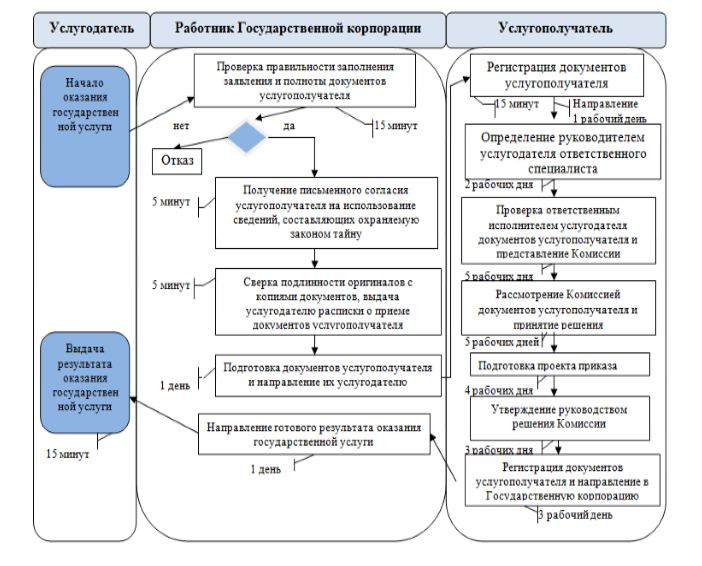 Услугодатель
Работник Государственной корпорации
Услугополучатель
Начало
оказания
государствен
ной услуги
Выдача
результата
оказания
государствен
ной услуги
15 минут
Проверка правильности заполнения
заявления и полноты документов
услугополучателя
15 минут
нет
да
Отказ
Получение письменного согласия
услугополучателя на использование
сведений, составляющих охраняемую
законом тайну
5 минут
Сверка подлинности оригиналов с
копиями документов, выдача
услугодателю расписки о приеме
документов услугополучателя
5 минут
Подготовка документов услугополучателя
и направление их услугодателю
1 день
Направление готового результата оказания
государственной услуги
1 день
Регистрация документов
услугополучателя
15 минут
Направление
1 рабочий день
Определение руководителем
услугодателя ответственного
специалиста
2 рабочих дня
Проверка ответственным
исполнителем услугодателя
документов услугополучателя и
представление Комиссии
5 рабочих дня
Рассмотрение Комиссией
документов услугополучателя и
принятие решения
5 рабочих дней
Подготовка проекта приказа
4 рабочих дня
Утверждение руководством
решения Комиссии
3 рабочих дня
Регистрация документов
услугополучателя и направление в
Государственную корпорацию
3 рабочий день